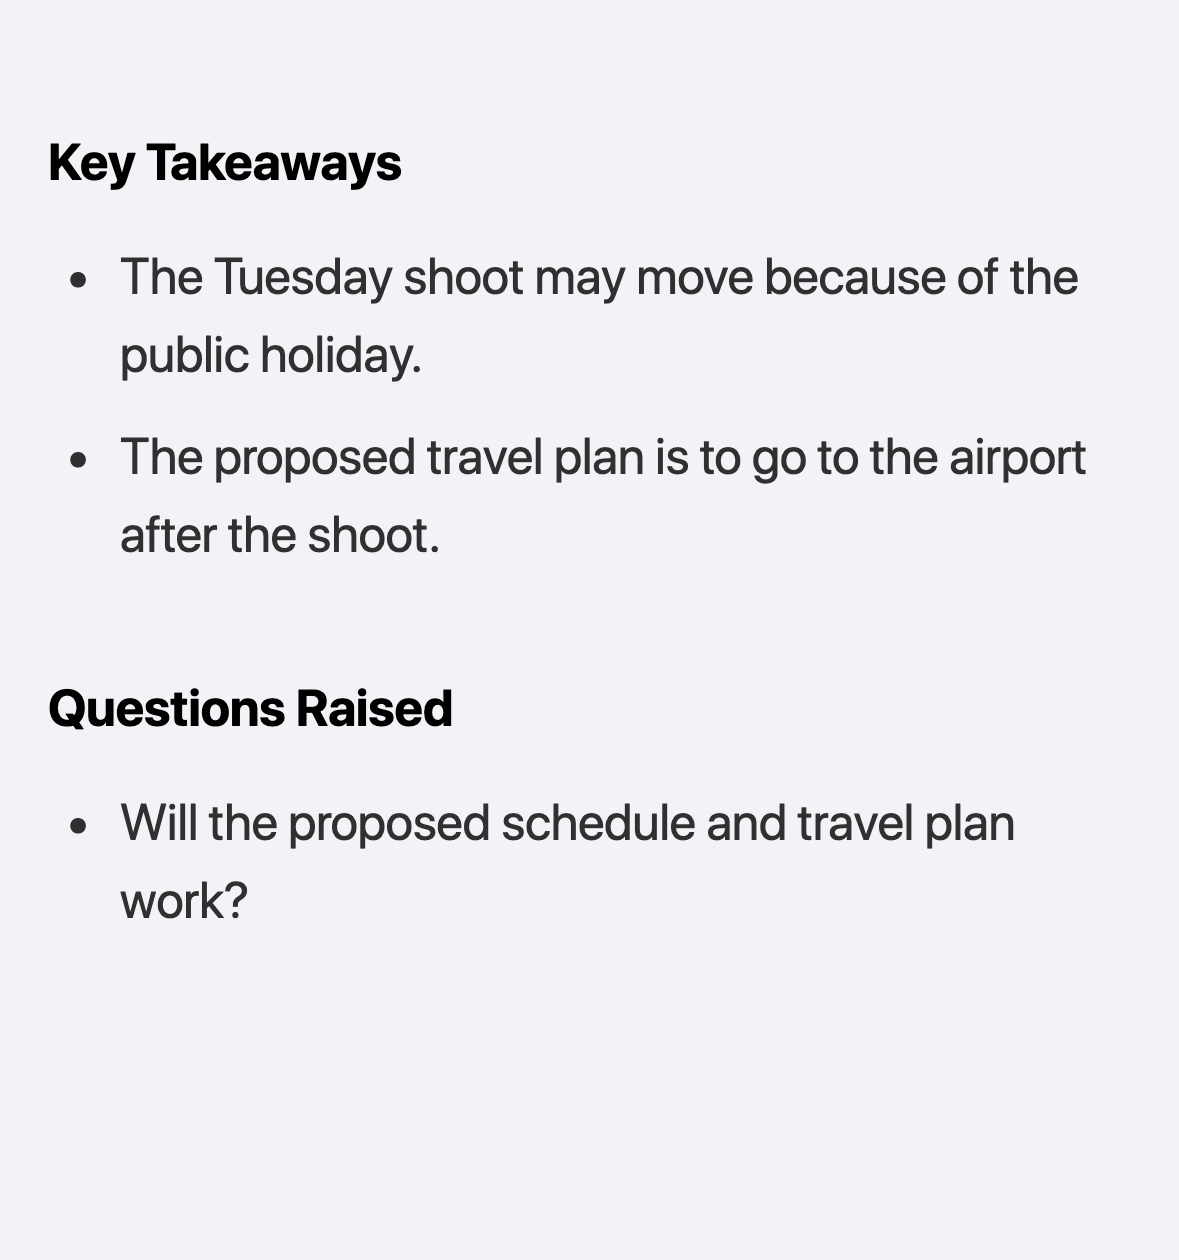 Key Takeaways
• The Tuesday shoot may move because of the
public holiday.
• The proposed travel plan is to go to the airport
after the shoot.
Questions Raised
• Will the proposed schedule and travel plan
work?